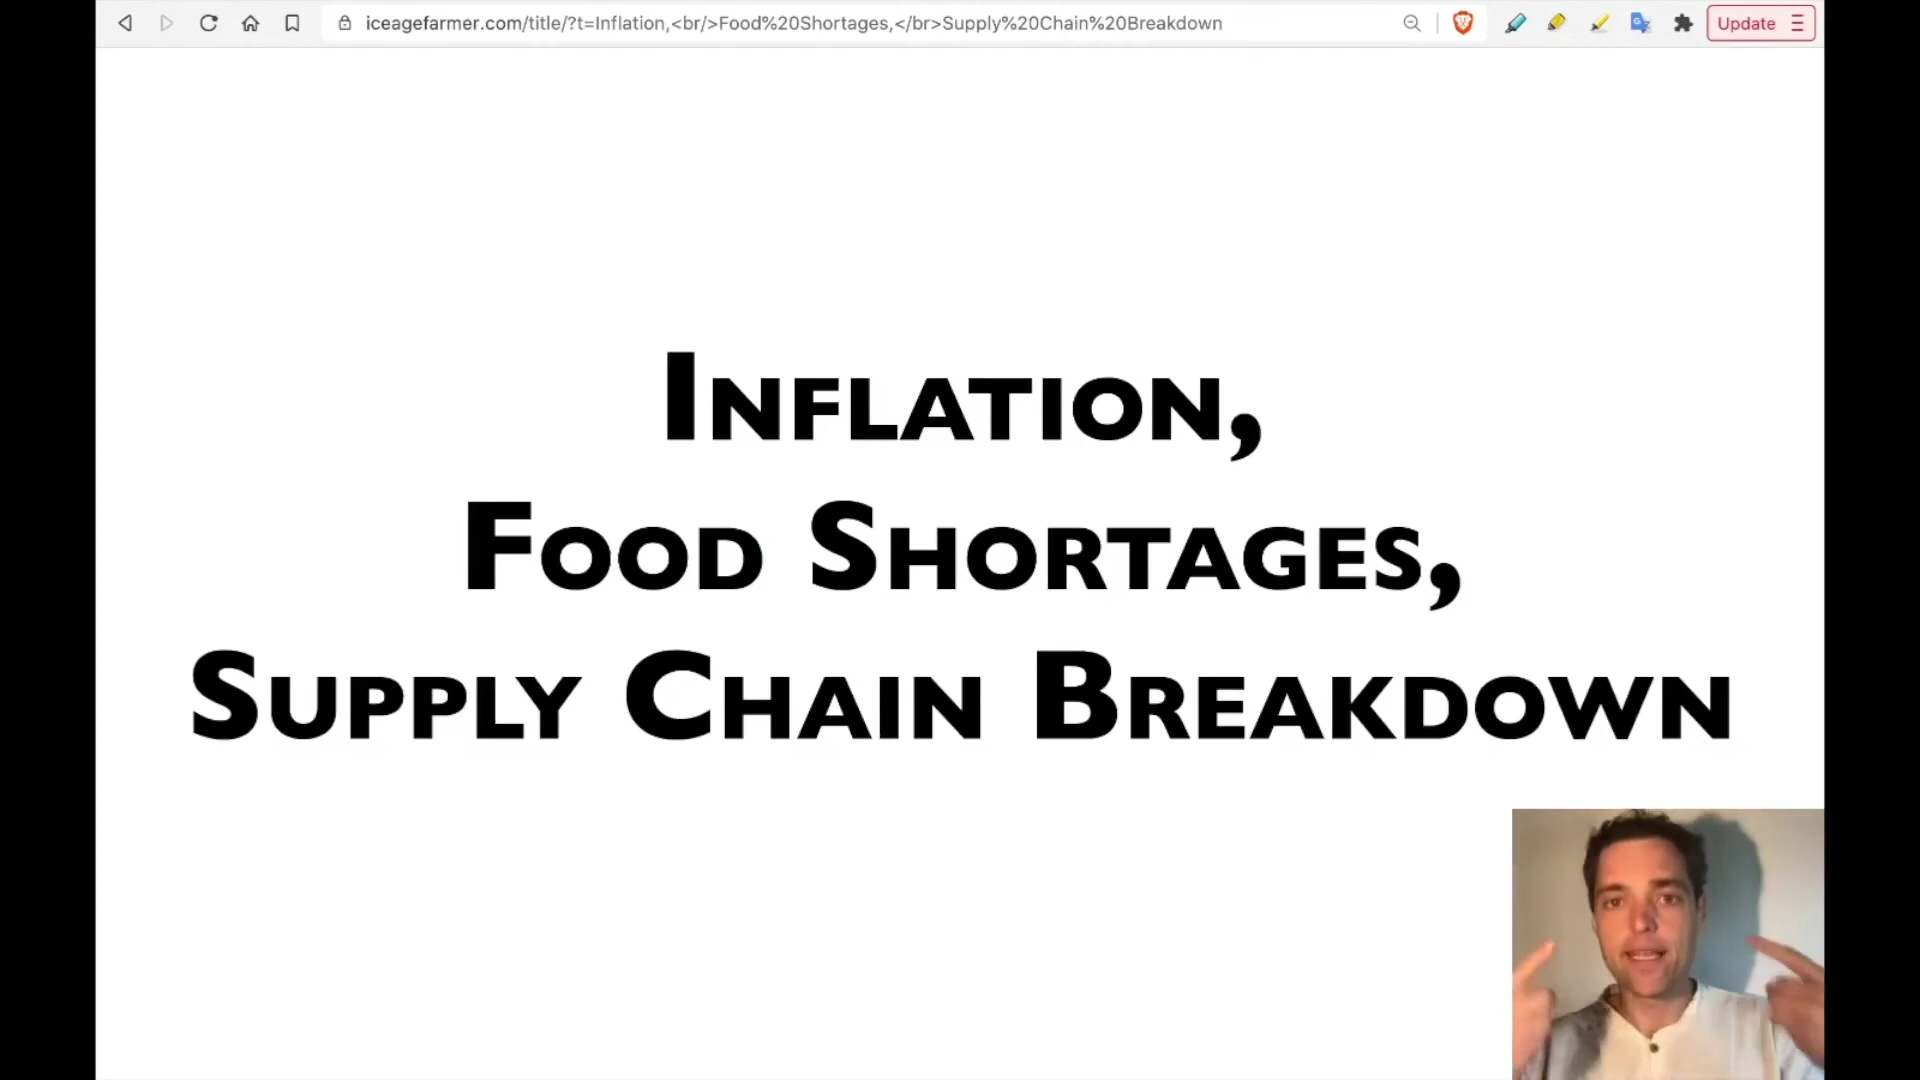 iceagefarmer.com/title/?t=Inflation,<br/>Food%20Shortages,</br>Supply%20Chain%20Breakdown
Update
Inflation,
Food Shortages,
Supply Chain Breakdown